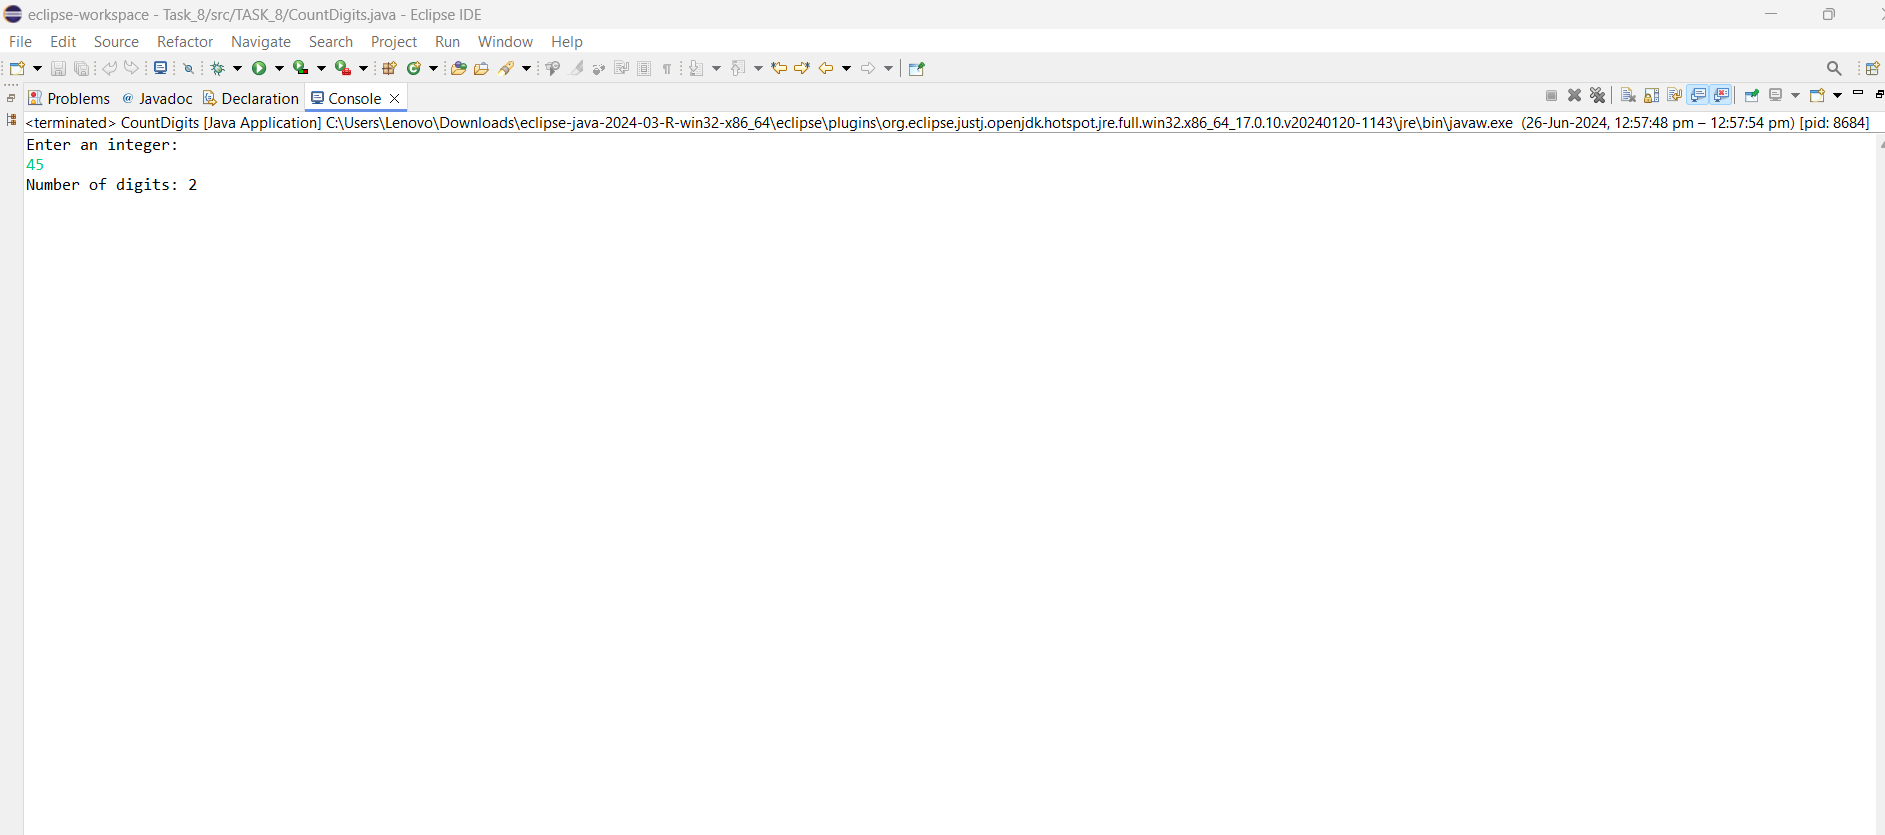 eclipse-workspace - Task_8/src/TASK_8/CountDigits.java - Eclipse IDE
File Edit Source Refactor Navigate Search Project Run Window Help
Problems Javadoc Declaration Console
<terminated> CountDigits [Java Application] C:\Users\Lenovo\Downloads\eclipse-java-2024-03-R-win32-x86_64\eclipse\plugins\org.eclipse.justj.openjdk.hotspot.jre.full.win32.x86_64_17.0.10.v20240120-1143\jre\bin\javaw.exe (26-Jun-2024, 12:57:48 pm – 12:57:54 pm) [pid: 8684]
Enter an integer:
45
Number of digits: 2